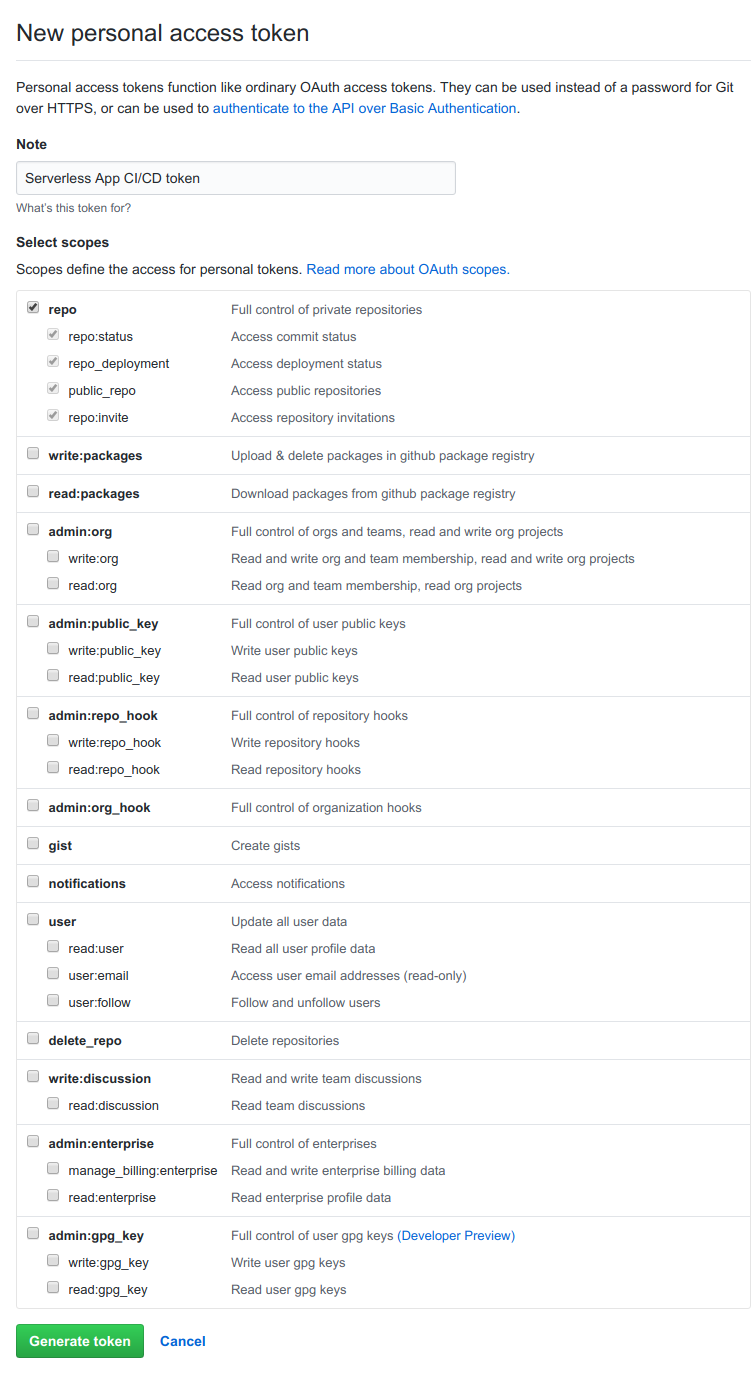 New personal access token
Personal access tokens function like ordinary OAuth access tokens. They can be used instead of a password for Git
over HTTPS, or can be used to authenticate to the API over Basic Authentication.
Note
Serverless App CI/CD token
What's this token for?
Select scopes
Scopes define the access for personal tokens. Read more about OAuth scopes.
repo Full control of private repositories
repo:status Access commit status
repo_deployment Access deployment status
public_repo Access public repositories
repo:invite Access repository invitations
write:packages Upload & delete packages in github package registry
read:packages Download packages from github package registry
admin:org Full control of orgs and teams, read and write org projects
write:org Read and write org and team membership, read and write org projects
read:org Read org and team membership, read org projects
admin:public_key Full control of user public keys
write:public_key Write user public keys
read:public_key Read user public keys
admin:repo_hook Full control of repository hooks
write:repo_hook Write repository hooks
read:repo_hook Read repository hooks
admin:org_hook Full control of organization hooks
gist Create gists
notifications Access notifications
user Update all user data
read:user Read all user profile data
user:email Access user email addresses (read-only)
user:follow Follow and unfollow users
delete_repo Delete repositories
write:discussion Read and write team discussions
read:discussion Read team discussions
admin:enterprise Full control of enterprises
manage_billing:enterprise Read and write enterprise billing data
read:enterprise Read enterprise profile data
admin:gpg_key Full control of user gpg keys (Developer Preview)
write:gpg_key Write user gpg keys
read:gpg_key Read user gpg keys
Generate token Cancel